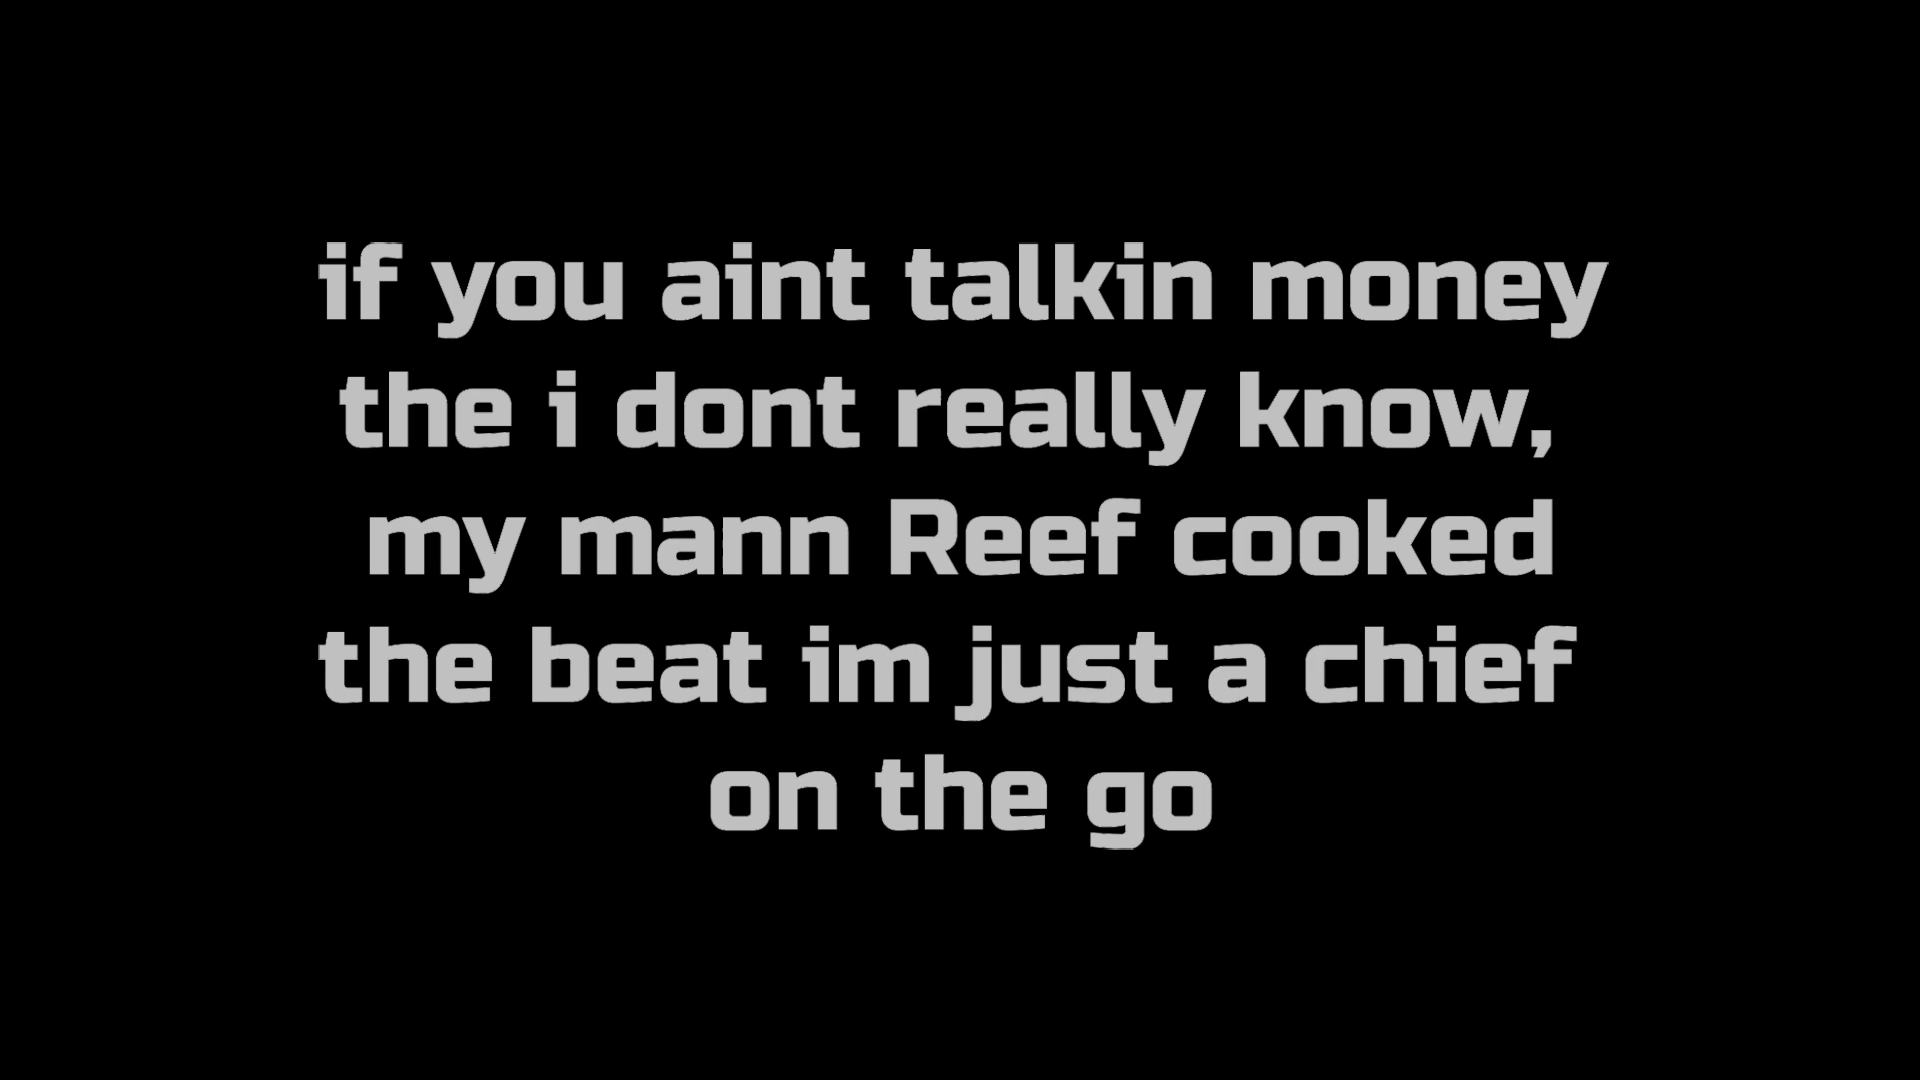 if you aint talkin money
the i dont really know,
my mann Reef cooked
the beat im just a chief
on the go